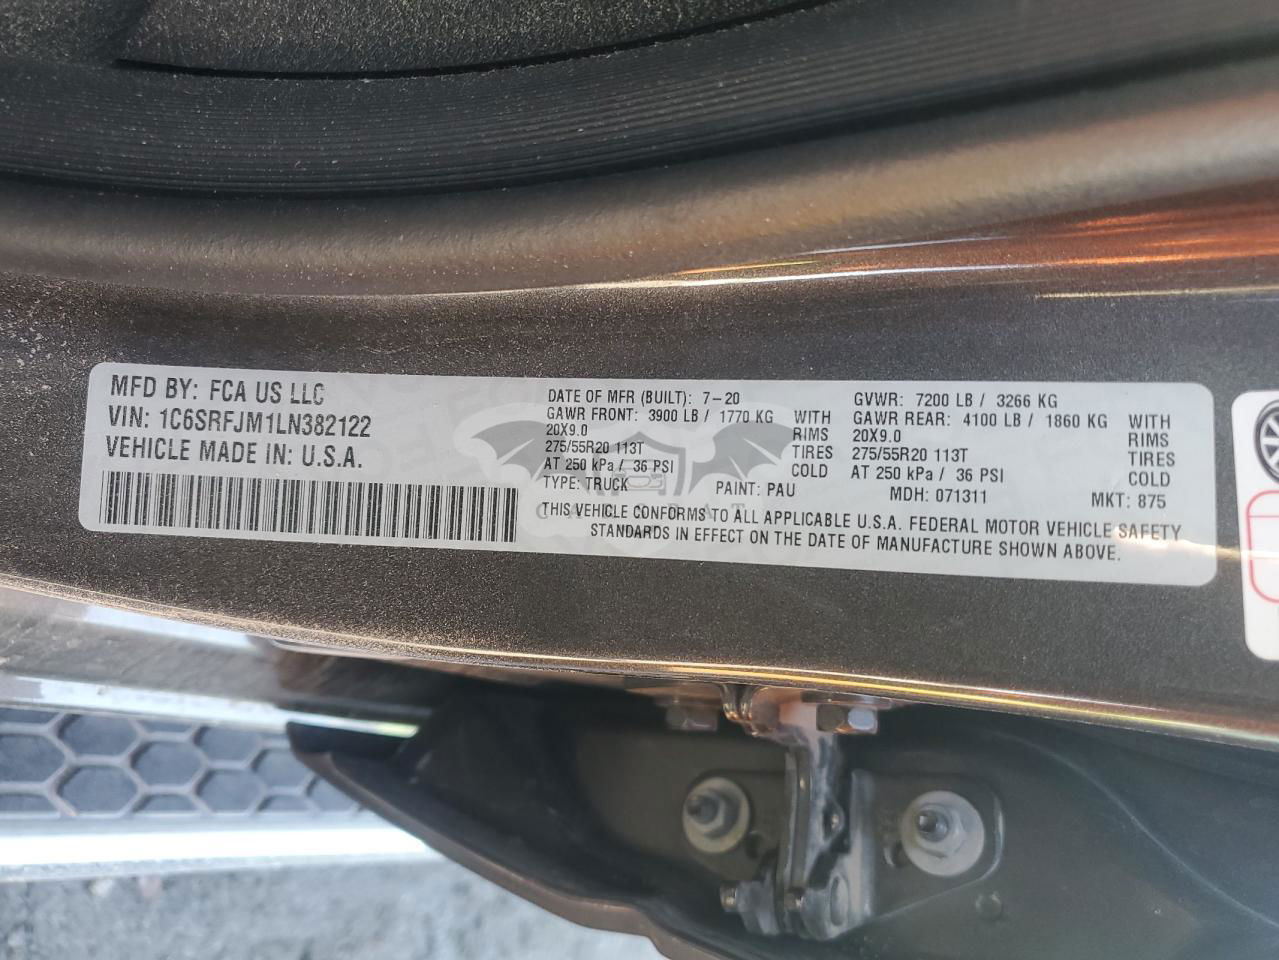 MFD BY: FCA US LLC
VIN: 1C6SRFJM1LN382122
VEHICLE MADE IN: U.S.A.
DATE OF MFR (BUILT): 7-20
GAWR FRONT: 3900 LB / 1770 KG WITH
20X9.0 RIMS
275/55R20 113T TIRES
AT 250 kPa / 36 PSI COLD
TYPE: TRUCK PAINT: PAU
GVWR: 7200 LB / 3266 KG
GAWR REAR: 4100 LB / 1860 KG WITH
20X9.0 RIMS
275/55R20 113T TIRES
AT 250 kPa / 36 PSI COLD
MDH: 071311 MKT: 875
THIS VEHICLE CONFORMS TO ALL APPLICABLE U.S.A. FEDERAL MOTOR VEHICLE SAFETY
STANDARDS IN EFFECT ON THE DATE OF MANUFACTURE SHOWN ABOVE.